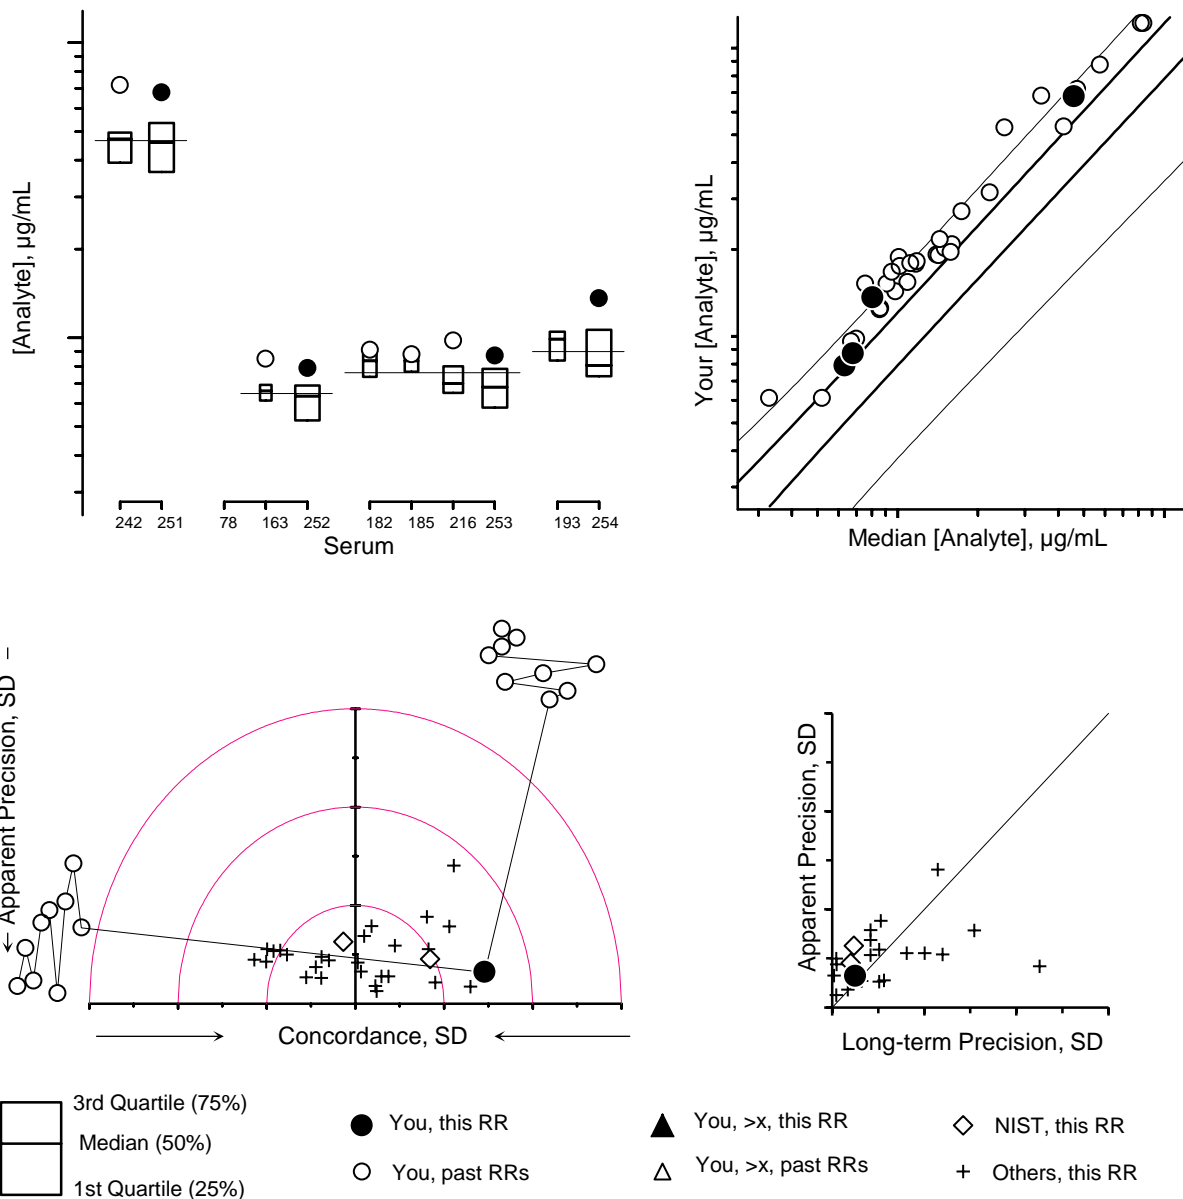 [Analyte], µg/mL
242 251 78 163 252 182 185 216 253 193 254
Serum
Your [Analyte], µg/mL
Median [Analyte], µg/mL
← Apparent Precision, SD –
Concordance, SD
Apparent Precision, SD
Long-term Precision, SD
3rd Quartile (75%)
Median (50%)
1st Quartile (25%)
You, this RR
You, past RRs
You, >x, this RR
You, >x, past RRs
NIST, this RR
Others, this RR